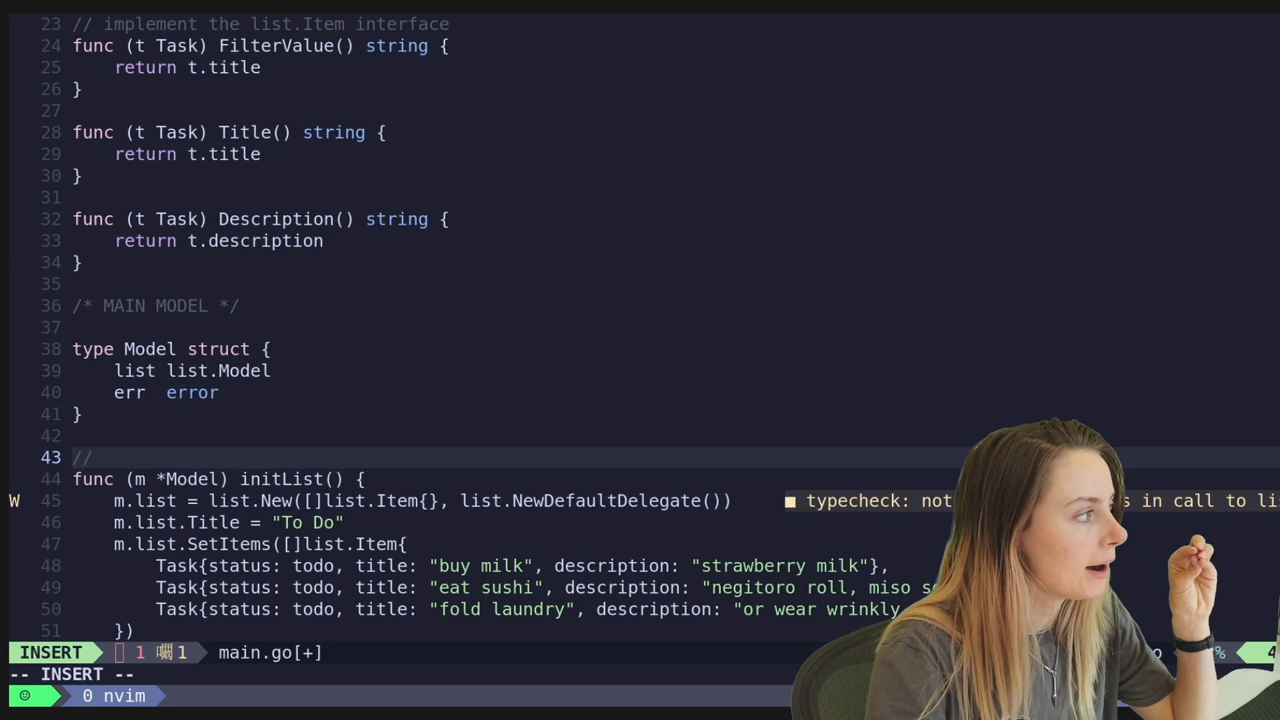 23 // implement the list.Item interface
24 func (t Task) FilterValue() string {
25     return t.title
26 }
27
28 func (t Task) Title() string {
29     return t.title
30 }
31
32 func (t Task) Description() string {
33     return t.description
34 }
35
36 /* MAIN MODEL */
37
38 type Model struct {
39     list list.Model
40     err  error
41 }
42
43 //
44 func (m *Model) initList() {
W 45     m.list = list.New([]list.Item{}, list.NewDefaultDelegate()) ■ typecheck: not s in call to li
46     m.list.Title = "To Do"
47     m.list.SetItems([]list.Item{
48         Task{status: todo, title: "buy milk", description: "strawberry milk"},
49         Task{status: todo, title: "eat sushi", description: "negitoro roll, miso
50         Task{status: todo, title: "fold laundry", description: "or wear wrinkly
51     })
INSERT 1 1 main.go[+] % 4
-- INSERT --
☺ 0 nvim